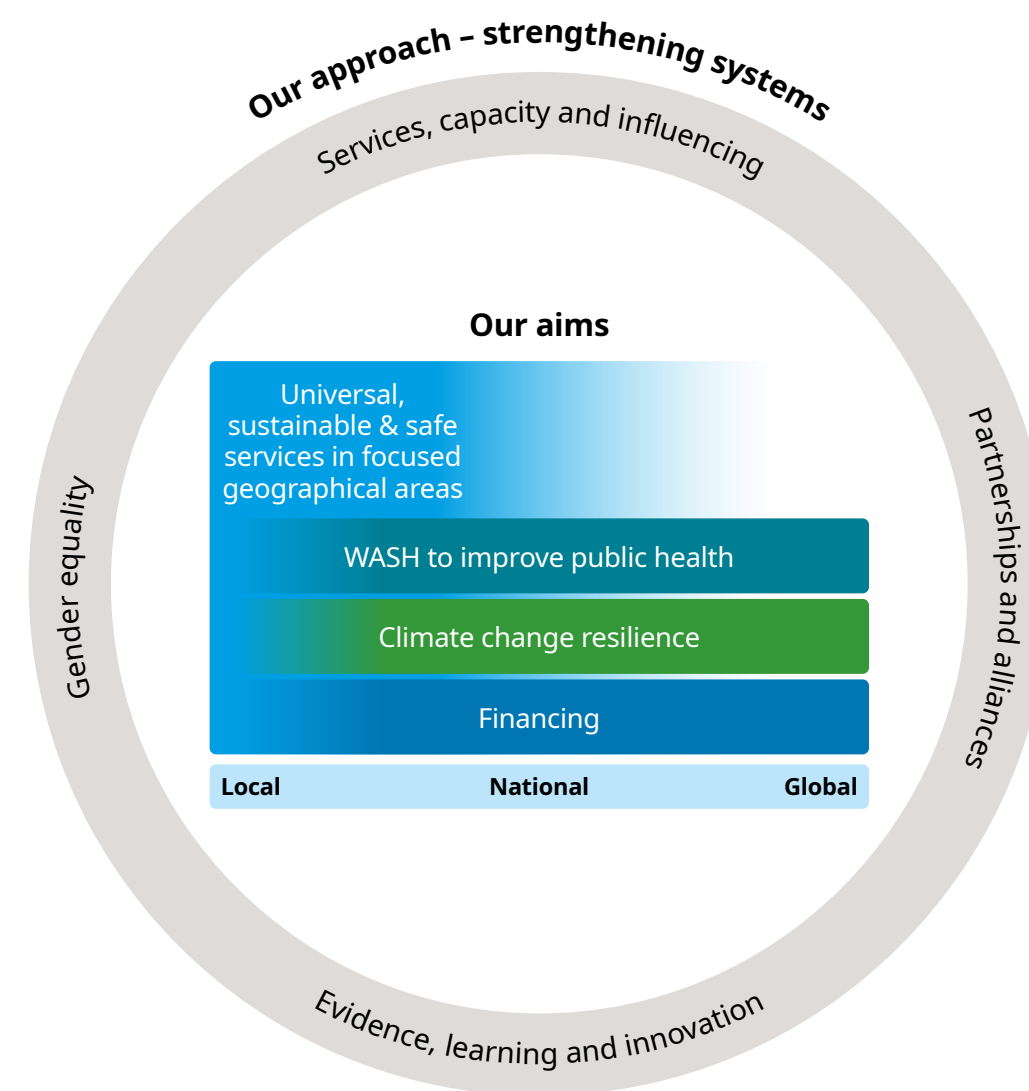 Our approach – strengthening systems
Services, capacity and influencing
Our aims
Universal,
sustainable & safe
services in focused
geographical areas
WASH to improve public health
Climate change resilience
Financing
Local National Global
Gender equality
Partnerships and alliances
Evidence, learning and innovation